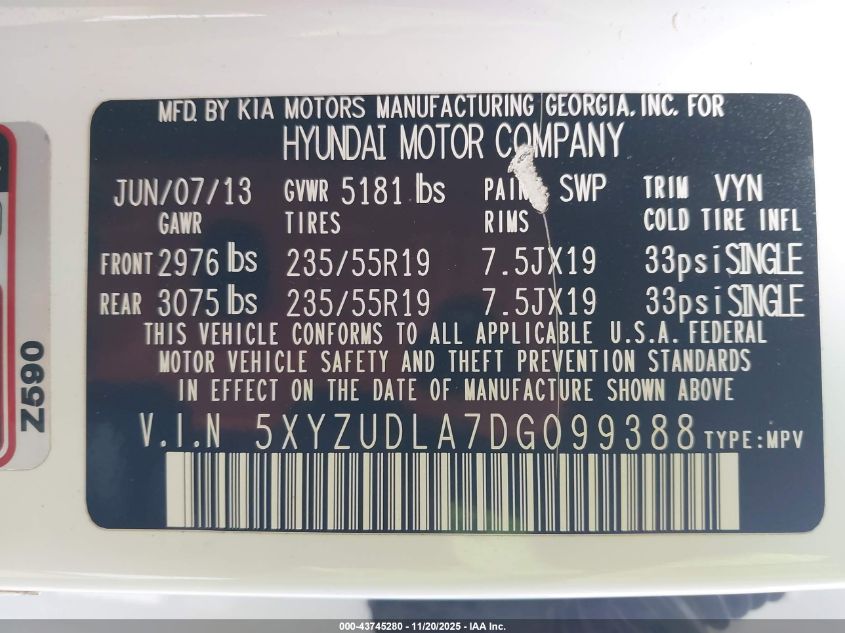 MFD. BY KIA MOTORS MANUFACTURING GEORGIA, INC. FOR
HYUNDAI MOTOR COMPANY
JUN/07/13 GVWR 5181 lbs SWP TRIM VYN
GAWR TIRES RIMS COLD TIRE INFL
FRONT 2976 lbs 235/55R19 7.5JX19 33psi SINGLE
REAR 3075 lbs 235/55R19 7.5JX19 33psi SINGLE
THIS VEHICLE CONFORMS TO ALL APPLICABLE U.S.A. FEDERAL
MOTOR VEHICLE SAFETY AND THEFT PREVENTION STANDARDS
IN EFFECT ON THE DATE OF MANUFACTURE SHOWN ABOVE
V.I.N 5XYZUDLA7DG099388 TYPE:MPV
Z590
000-43745280 - 11/20/2025 - IAA Inc.